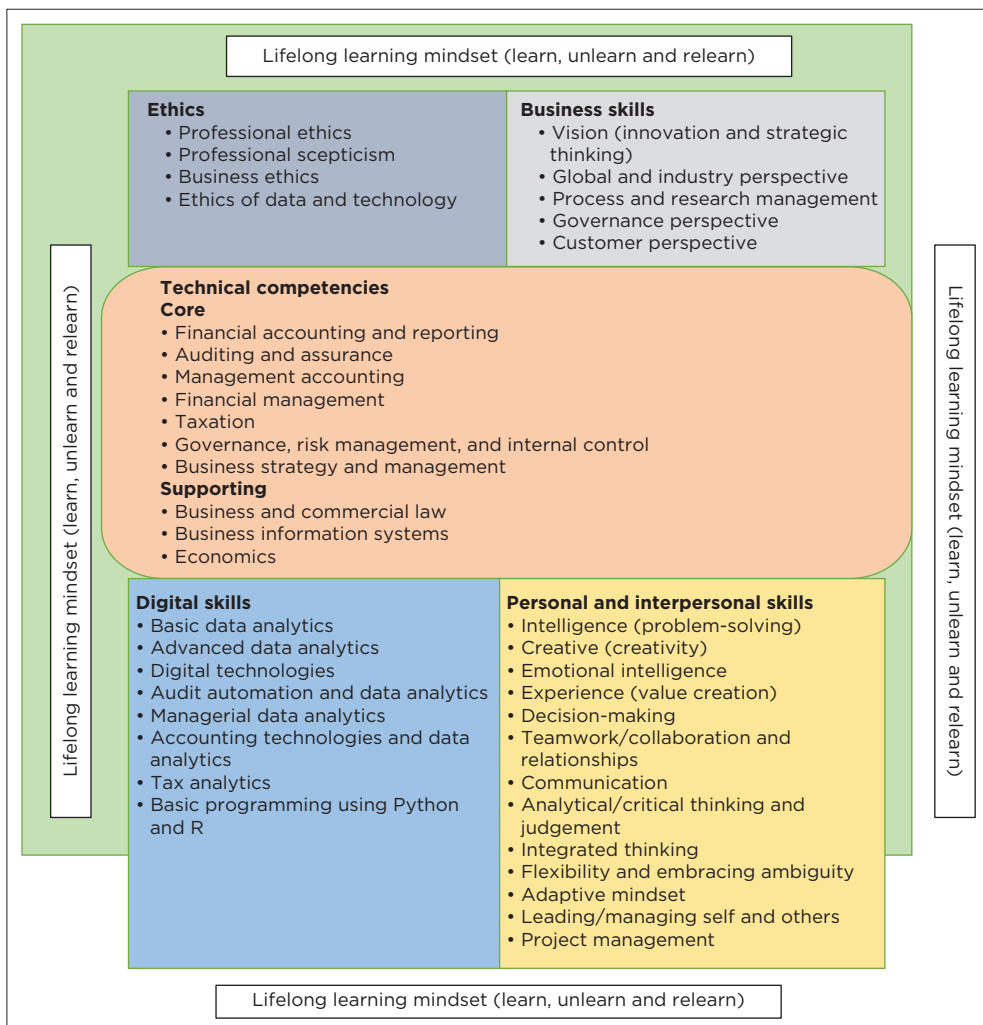 Lifelong learning mindset (learn, unlearn and relearn)
Ethics
• Professional ethics
• Professional scepticism
• Business ethics
• Ethics of data and technology
Business skills
• Vision (innovation and strategic
thinking)
• Global and industry perspective
• Process and research management
• Governance perspective
• Customer perspective
Lifelong learning mindset (learn, unlearn and relearn)
Technical competencies
Core
• Financial accounting and reporting
• Auditing and assurance
• Management accounting
• Financial management
• Taxation
• Governance, risk management, and internal control
• Business strategy and management
Supporting
• Business and commercial law
• Business information systems
• Economics
Lifelong learning mindset (learn, unlearn and relearn)
Digital skills
• Basic data analytics
• Advanced data analytics
• Digital technologies
• Audit automation and data analytics
• Managerial data analytics
• Accounting technologies and data
analytics
• Tax analytics
• Basic programming using Python
and R
Personal and interpersonal skills
• Intelligence (problem-solving)
• Creative (creativity)
• Emotional intelligence
• Experience (value creation)
• Decision-making
• Teamwork/collaboration and
relationships
• Communication
• Analytical/critical thinking and
judgement
• Integrated thinking
• Flexibility and embracing ambiguity
• Adaptive mindset
• Leading/managing self and others
• Project management
Lifelong learning mindset (learn, unlearn and relearn)